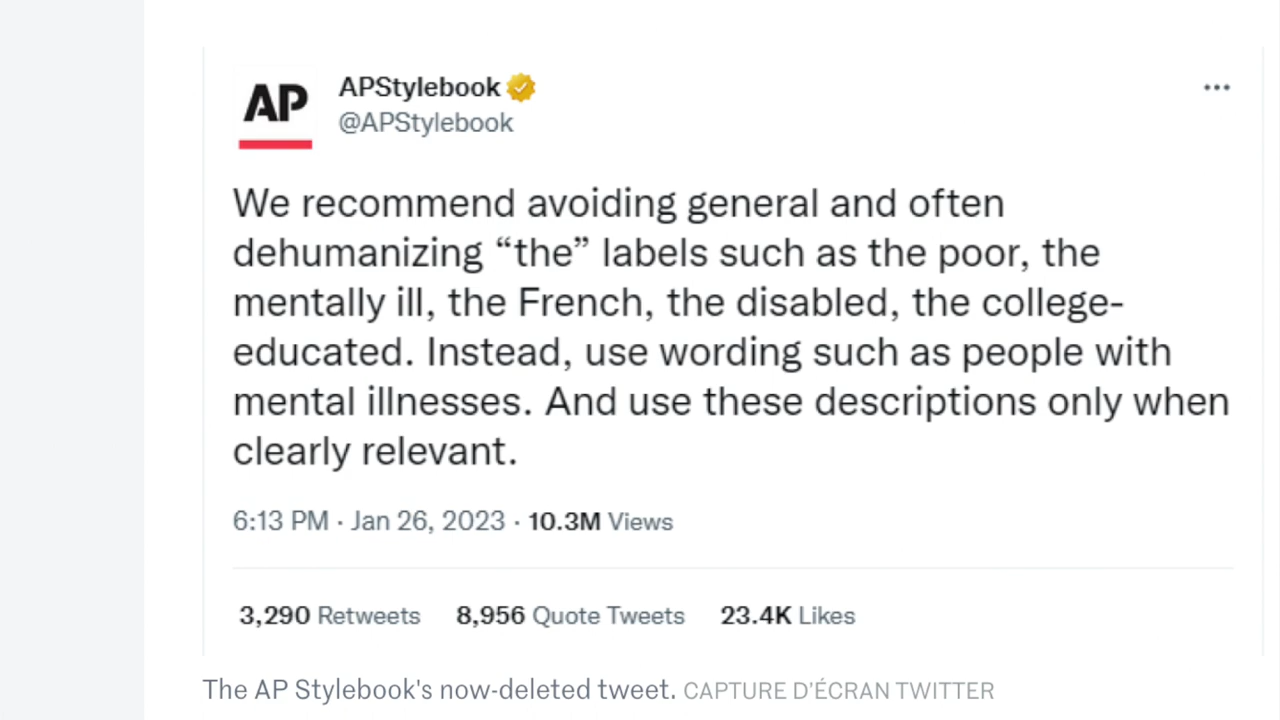 AP
APStylebook
@APStylebook
We recommend avoiding general and often
dehumanizing “the” labels such as the poor, the
mentally ill, the French, the disabled, the college-
educated. Instead, use wording such as people with
mental illnesses. And use these descriptions only when
clearly relevant.
6:13 PM · Jan 26, 2023 · 10.3M Views
3,290 Retweets 8,956 Quote Tweets 23.4K Likes
The AP Stylebook's now-deleted tweet. CAPTURE D'ÉCRAN TWITTER